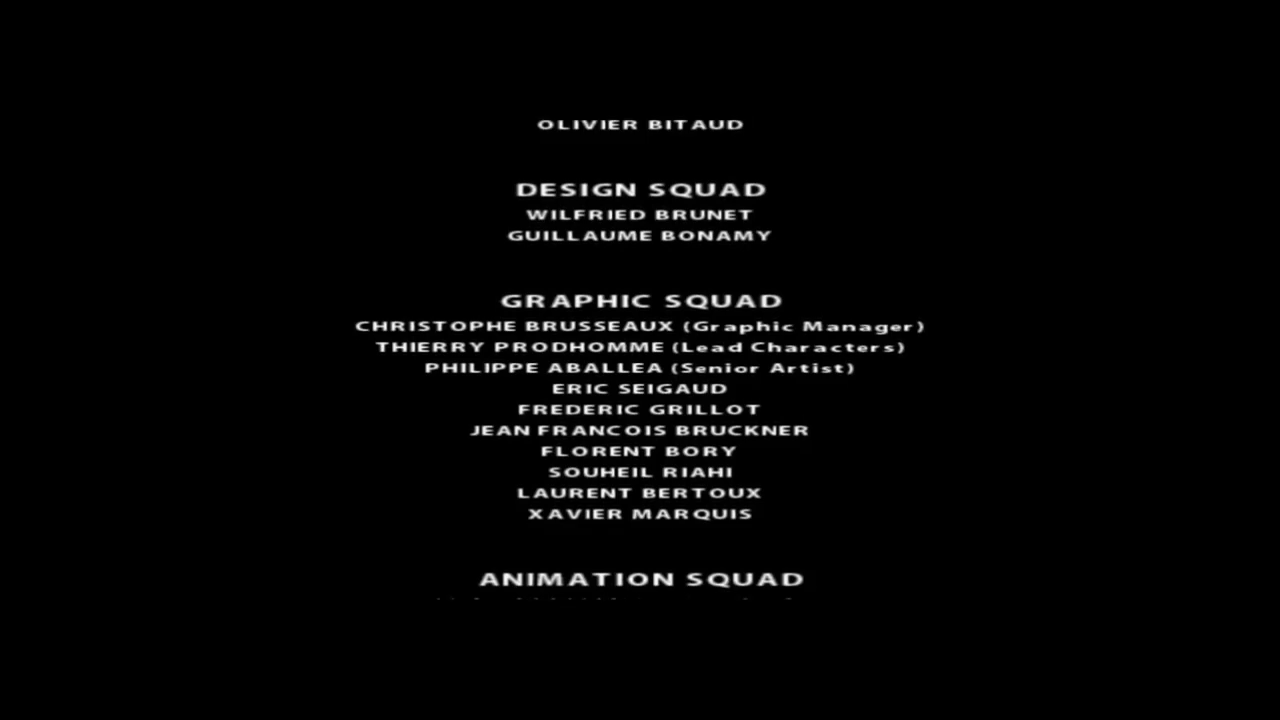 OLIVIER BITAUD
DESIGN SQUAD
WILFRIED BRUNET
GUILLAUME BONAMY
GRAPHIC SQUAD
CHRISTOPHE BRUSSEAUX (Graphic Manager)
THIERRY PRODHOMME (Lead Characters)
PHILIPPE ABALLEA (Senior Artist)
ERIC SEIGAUD
FREDERIC GRILLOT
JEAN FRANCOIS BRUCKNER
FLORENT BORY
SOUHEIL RIAHI
LAURENT BERTOUX
XAVIER MARQUIS
ANIMATION SQUAD